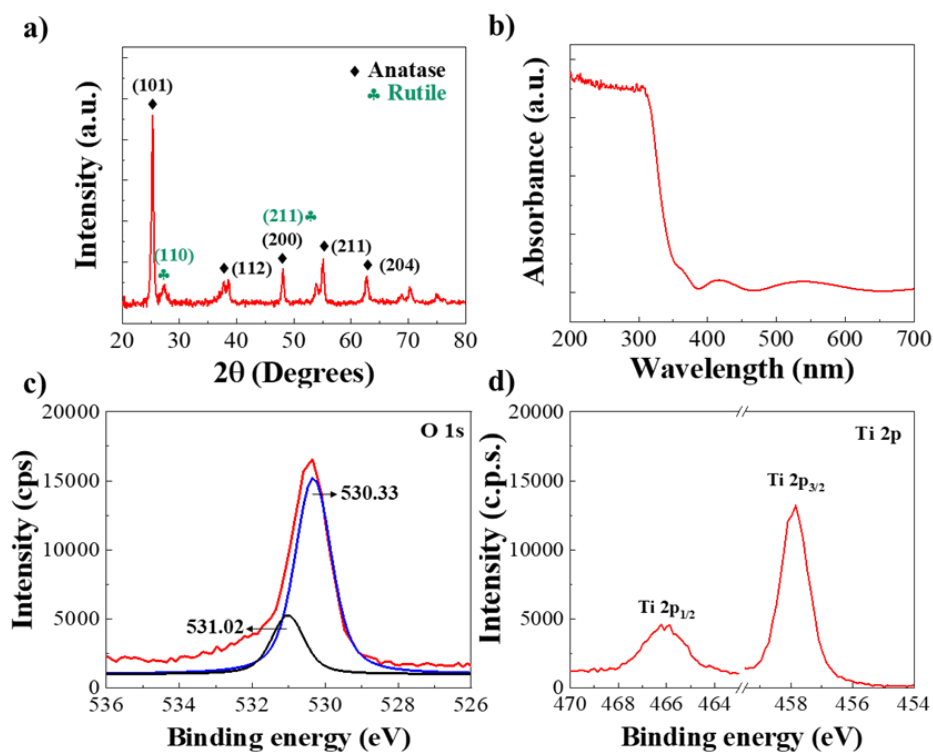 a)
♦ Anatase
♣ Rutile
(101)
(110)
(112)
(211)♣
(200)
(211)
(204)
Intensity (a.u.)
20 30 40 50 60 70 80
2θ (Degrees)
b)
Absorbance (a.u.)
200 300 400 500 600 700
Wavelength (nm)
c)
O 1s
20000
15000
10000
5000
0
530.33
531.02
Intensity (cps)
536 534 532 530 528 526
Binding energy (eV)
d)
Ti 2p
20000
15000
10000
5000
0
Ti 2p3/2
Ti 2p1/2
Intensity (c.p.s.)
470 468 466 464 458 456 454
Binding energy (eV)